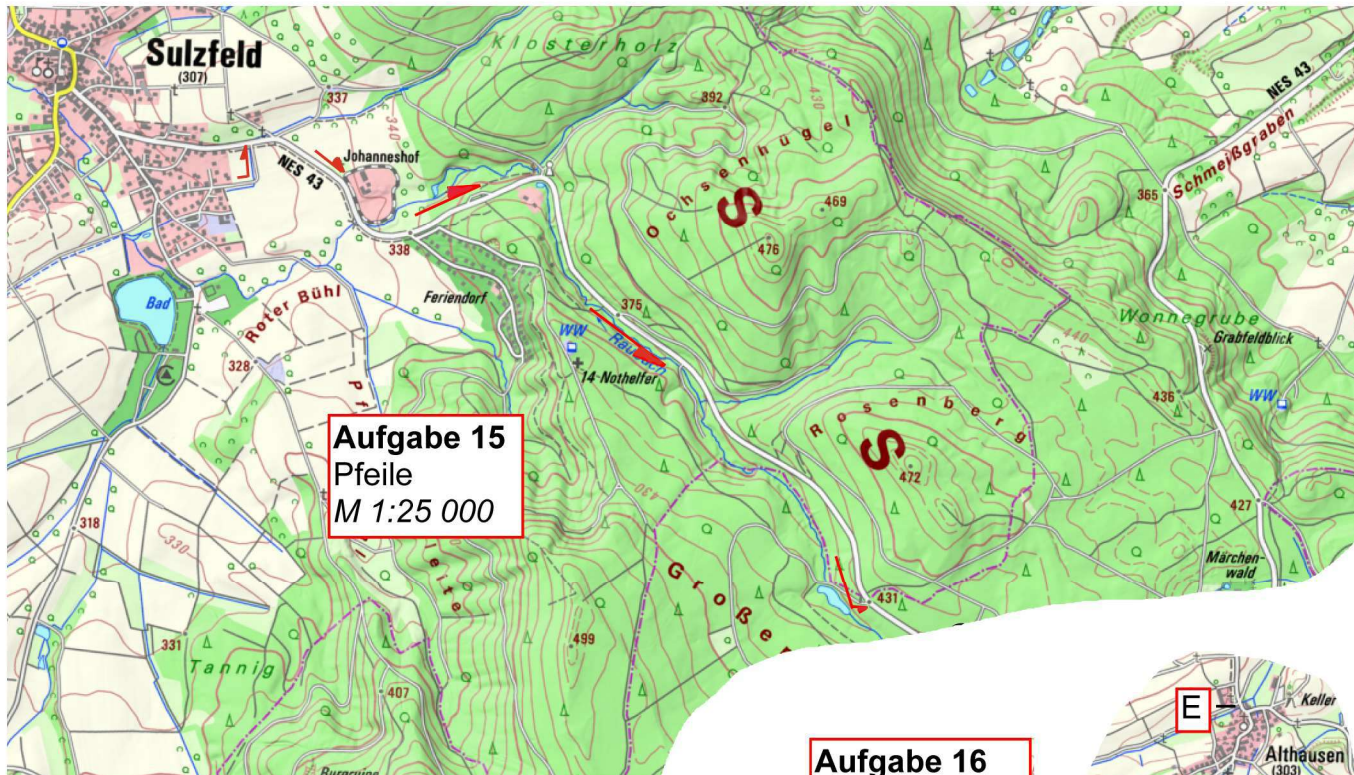 Sulzfeld
(307)
Klosterholz
337
340
392
430
NES 43
NES 43
Schmeißgraben
Johanneshof
365
Ochsenhügel
S
469
476
338
Bad
Roter Bühl
Feriendorf
375
WW
14-Nothelfer
328
Wonnegrube
440
Grabfeldblick
436
WW
Rosenberg
S
472
Aufgabe 15
Pfeile
M 1:25 000
leite
430
318
330
427
Märchen-
wald
Große
431
331
Tannig
499
407
E
Keller
Althausen
(303)
Aufgabe 16